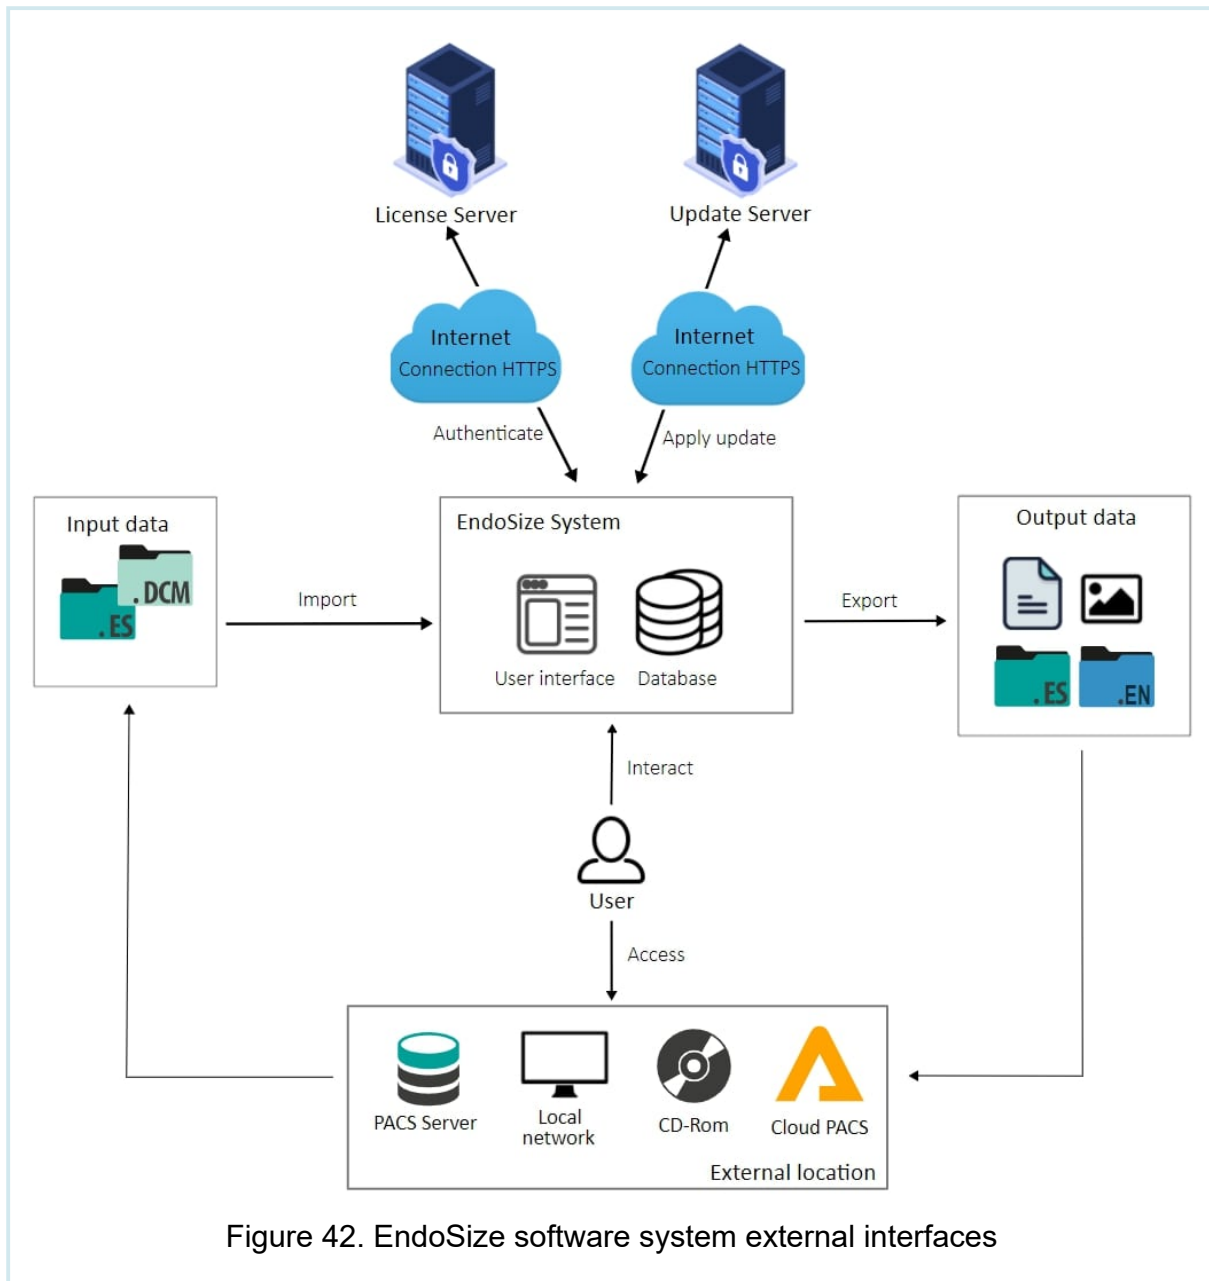 License Server
Update Server
Internet
Connection HTTPS
Internet
Connection HTTPS
Authenticate
Apply update
Input data
.DCM
.ES
Import
EndoSize System
User interface
Database
Export
Output data
.ES
.EN
Interact
User
Access
PACS Server
Local
network
CD-Rom
Cloud PACS
External location
Figure 42. EndoSize software system external interfaces